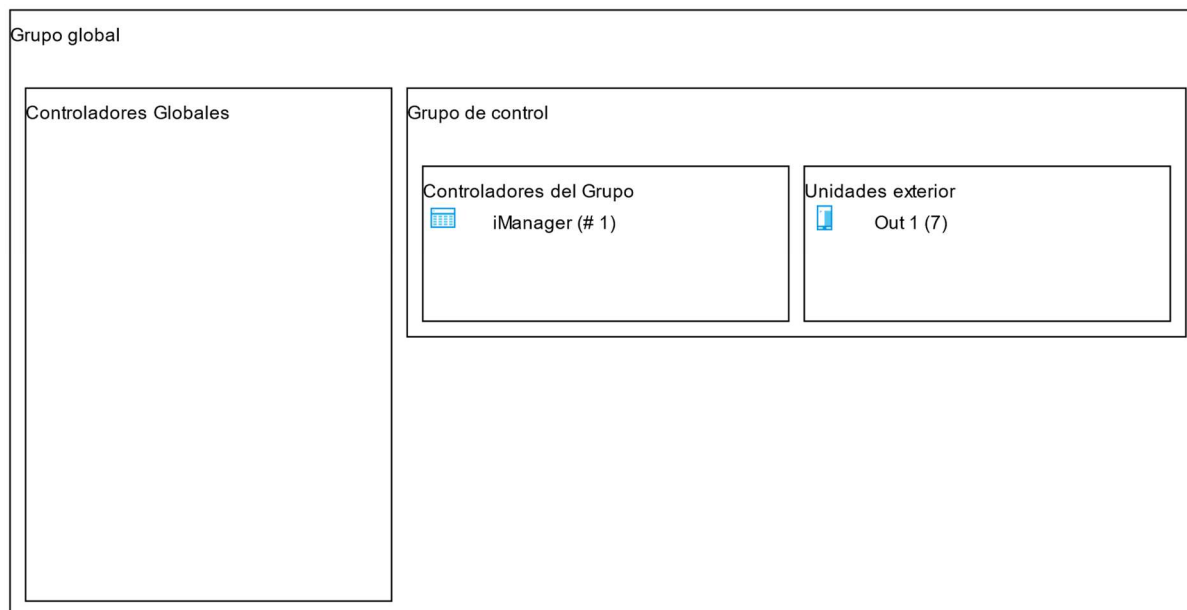 Grupo global
Controladores Globales
Grupo de control
Controladores del Grupo
iManager (# 1)
Unidades exterior
Out 1 (7)